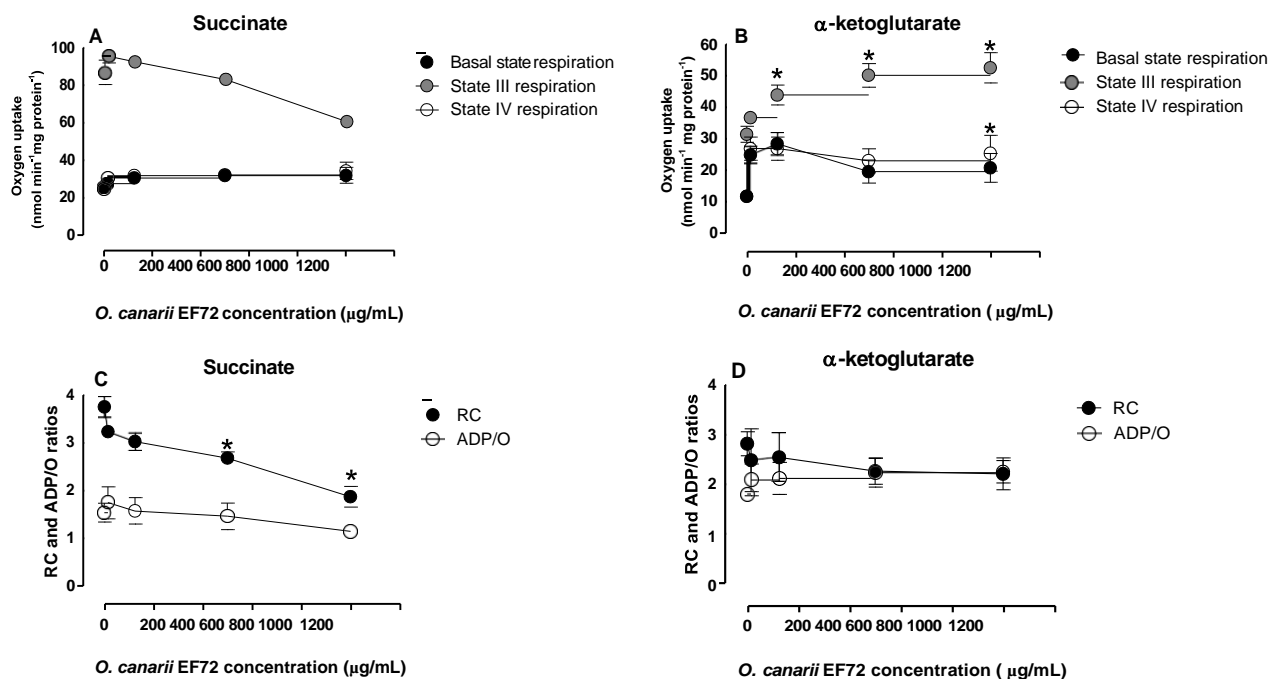 Succinate
A
100
80
60
40
20
0
Oxygen uptake
(nmol min⁻¹ mg protein⁻¹)
Basal state respiration
State III respiration
State IV respiration
0 200 400 600 800 1000 1200
O. canarii EF72 concentration (µg/mL)
α-ketoglutarate
B
60
50
40
30
20
10
0
Oxygen uptake
(nmol min⁻¹ mg protein⁻¹)
* * *
*
Basal state respiration
State III respiration
State IV respiration
0 200 400 600 800 1000 1200
O. canarii EF72 concentration ( µg/mL)
Succinate
C
4
3
2
1
0
RC and ADP/O ratios
* *
RC
ADP/O
0 200 400 600 800 1000 1200
O. canarii EF72 concentration (µg/mL)
α-ketoglutarate
D
4
3
2
1
0
RC and ADP/O ratios
RC
ADP/O
0 200 400 600 800 1000 1200
O. canarii EF72 concentration ( µg/mL)